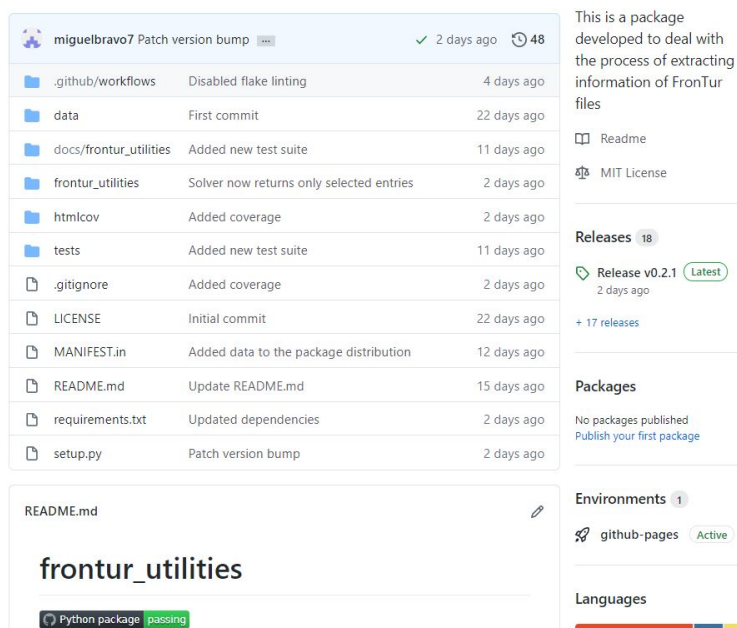 miguelbravo7 Patch version bump ... 2 days ago 48
.github/workflows Disabled flake linting 4 days ago
data First commit 22 days ago
docs/frontur_utilities Added new test suite 11 days ago
frontur_utilities Solver now returns only selected entries 2 days ago
htmlcov Added coverage 2 days ago
tests Added new test suite 11 days ago
.gitignore Added coverage 2 days ago
LICENSE Initial commit 22 days ago
MANIFEST.in Added data to the package distribution 12 days ago
README.md Update README.md 15 days ago
requirements.txt Updated dependencies 2 days ago
setup.py Patch version bump 2 days ago
README.md
frontur_utilities
Python package passing
This is a package
developed to deal with
the process of extracting
information of FronTur
files
Readme
MIT License
Releases 18
Release v0.2.1 Latest
2 days ago
+ 17 releases
Packages
No packages published
Publish your first package
Environments 1
github-pages Active
Languages